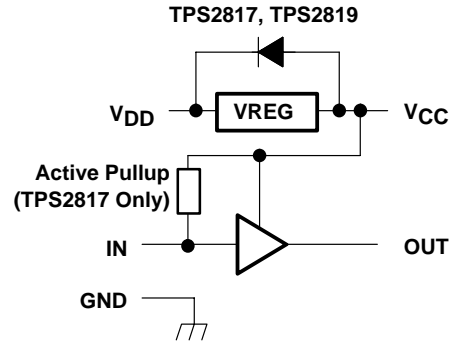 TPS2817, TPS2819
VDD
VREG
VCC
Active Pullup
(TPS2817 Only)
IN
OUT
GND